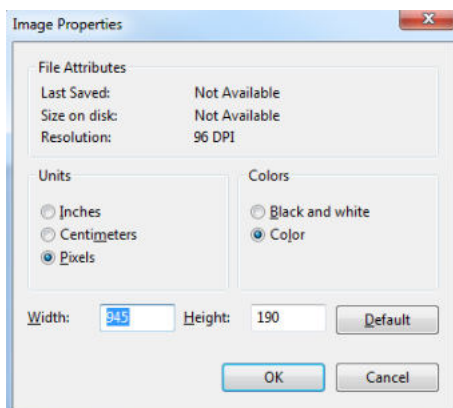 Image Properties
File Attributes
Last Saved: Not Available
Size on disk: Not Available
Resolution: 96 DPI
Units
Colors
Inches
Black and white
Centimeters
Color
Pixels
Width: 945 Height: 190 Default
OK Cancel